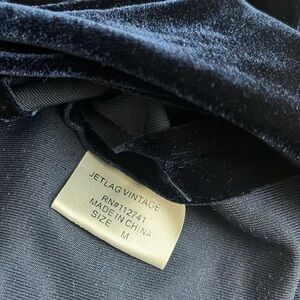 JETLAG VINTAGE
RN#112741
MADE IN CHINA
SIZE M